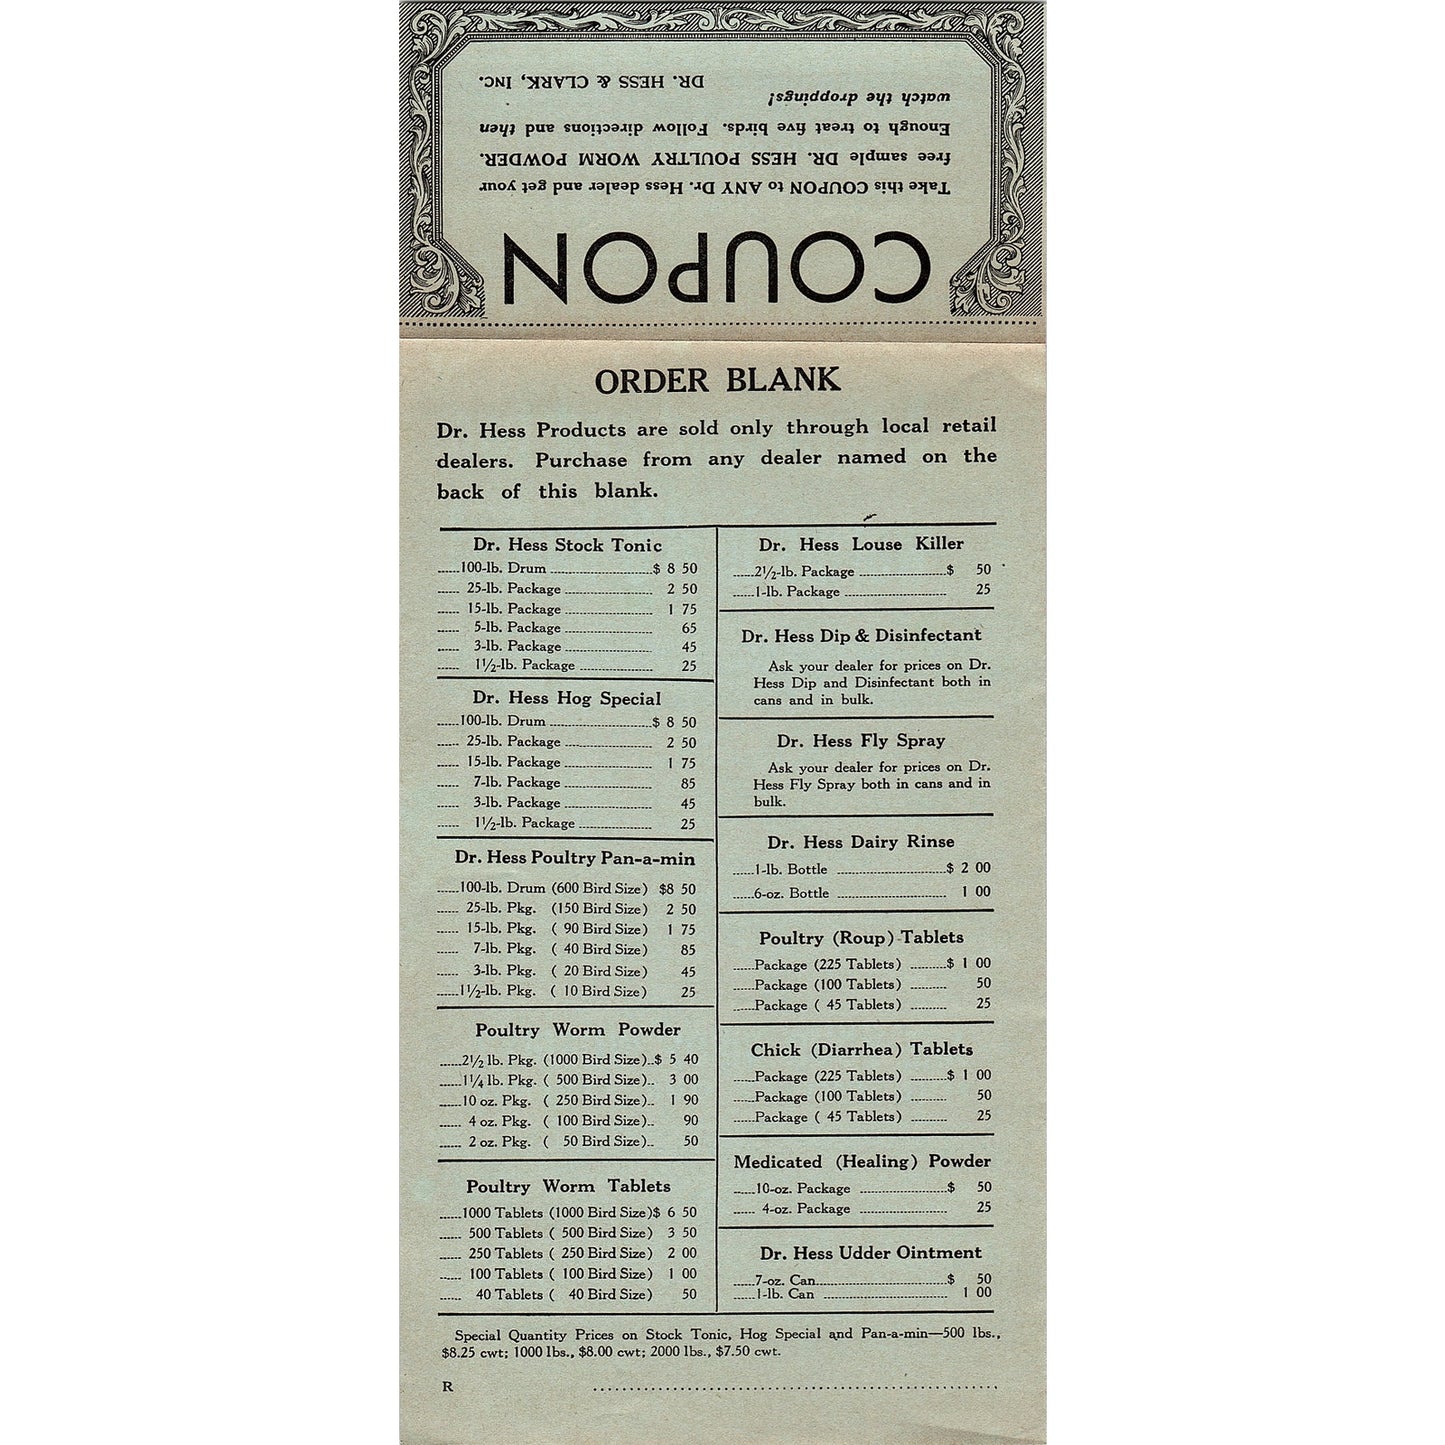 COUPON
Take this COUPON to ANY Dr. Hess dealer and get your
free sample DR. HESS POULTRY WORM POWDER.
Enough to treat five birds. Follow directions and then
watch the droppings!
DR. HESS & CLARK, INC.
ORDER BLANK
Dr. Hess Products are sold only through local retail
dealers. Purchase from any dealer named on the
back of this blank.
Dr. Hess Stock Tonic
......100-lb. Drum ........................$ 8 50
...... 25-lb. Package ..................... 2 50
...... 15-lb. Package ..................... 1 75
...... 5-lb. Package ..................... 65
...... 3-lb. Package ..................... 45
...... 1½-lb. Package .................. 25
Dr. Hess Hog Special
......100-lb. Drum ........................$ 8 50
...... 25-lb. Package ..................... 2 50
...... 15-lb. Package ..................... 1 75
...... 7-lb. Package ..................... 85
...... 3-lb. Package ..................... 45
...... 1½-lb. Package .................. 25
Dr. Hess Poultry Pan-a-min
......100-lb. Drum (600 Bird Size) $8 50
...... 25-lb. Pkg. (150 Bird Size) 2 50
...... 15-lb. Pkg. ( 90 Bird Size) 1 75
...... 7-lb. Pkg. ( 40 Bird Size) 85
...... 3-lb. Pkg. ( 20 Bird Size) 45
......1½-lb. Pkg. ( 10 Bird Size) 25
Poultry Worm Powder
......2½ lb. Pkg. (1000 Bird Size)..$ 5 40
......1¼ lb. Pkg. ( 500 Bird Size).. 3 00
......10 oz. Pkg. ( 250 Bird Size).. 1 90
...... 4 oz. Pkg. ( 100 Bird Size).. 90
...... 2 oz. Pkg. ( 50 Bird Size).. 50
Poultry Worm Tablets
......1000 Tablets (1000 Bird Size)$ 6 50
...... 500 Tablets ( 500 Bird Size) 3 50
...... 250 Tablets ( 250 Bird Size) 2 00
...... 100 Tablets ( 100 Bird Size) 1 00
...... 40 Tablets ( 40 Bird Size) 50
Dr. Hess Louse Killer
......2½-lb. Package .....................$ 50
......1-lb. Package ........................ 25
Dr. Hess Dip & Disinfectant
Ask your dealer for prices on Dr.
Hess Dip and Disinfectant both in
cans and in bulk.
Dr. Hess Fly Spray
Ask your dealer for prices on Dr.
Hess Fly Spray both in cans and in
bulk.
Dr. Hess Dairy Rinse
......1-lb. Bottle ..........................$ 2 00
......6-oz. Bottle .......................... 1 00
Poultry (Roup) Tablets
......Package (225 Tablets) .........$ 1 00
......Package (100 Tablets) ......... 50
......Package ( 45 Tablets) ......... 25
Chick (Diarrhea) Tablets
......Package (225 Tablets) .........$ 1 00
......Package (100 Tablets) ......... 50
......Package ( 45 Tablets) ......... 25
Medicated (Healing) Powder
......10-oz. Package .....................$ 50
...... 4-oz. Package ..................... 25
Dr. Hess Udder Ointment
......7-oz. Can..............................$ 50
......1-lb. Can .............................. 1 00
Special Quantity Prices on Stock Tonic, Hog Special and Pan-a-min—500 lbs.,
$8.25 cwt; 1000 lbs., $8.00 cwt; 2000 lbs., $7.50 cwt.
R